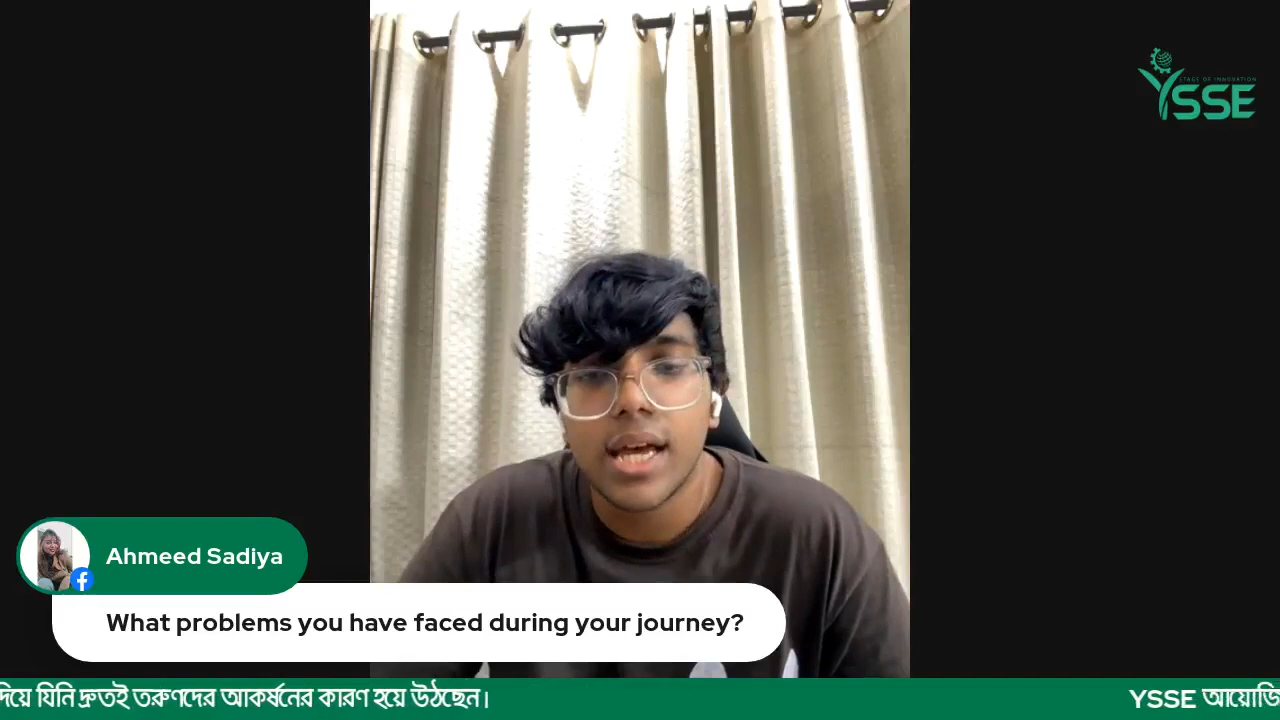 STAGE OF INNOVATION
YSSE
Ahmeed Sadiya
What problems you have faced during your journey?
দিয়ে যিনি দ্রুতই তরুণদের আকর্ষনের কারণ হয়ে উঠছেন। YSSE আয়োডি